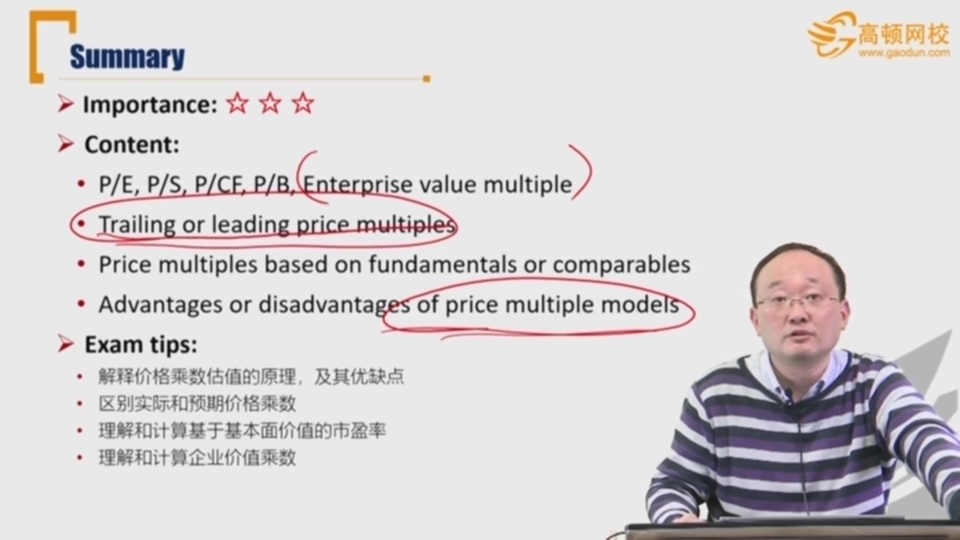 Summary
高顿网校
www.gaodun.com
Importance: ☆ ☆ ☆
Content:
P/E, P/S, P/CF, P/B, Enterprise value multiple
Trailing or leading price multiples
Price multiples based on fundamentals or comparables
Advantages or disadvantages of price multiple models
Exam tips:
解释价格乘数估值的原理，及其优缺点
区别实际和预期价格乘数
理解和计算基于基本面价值的市盈率
理解和计算企业价值乘数